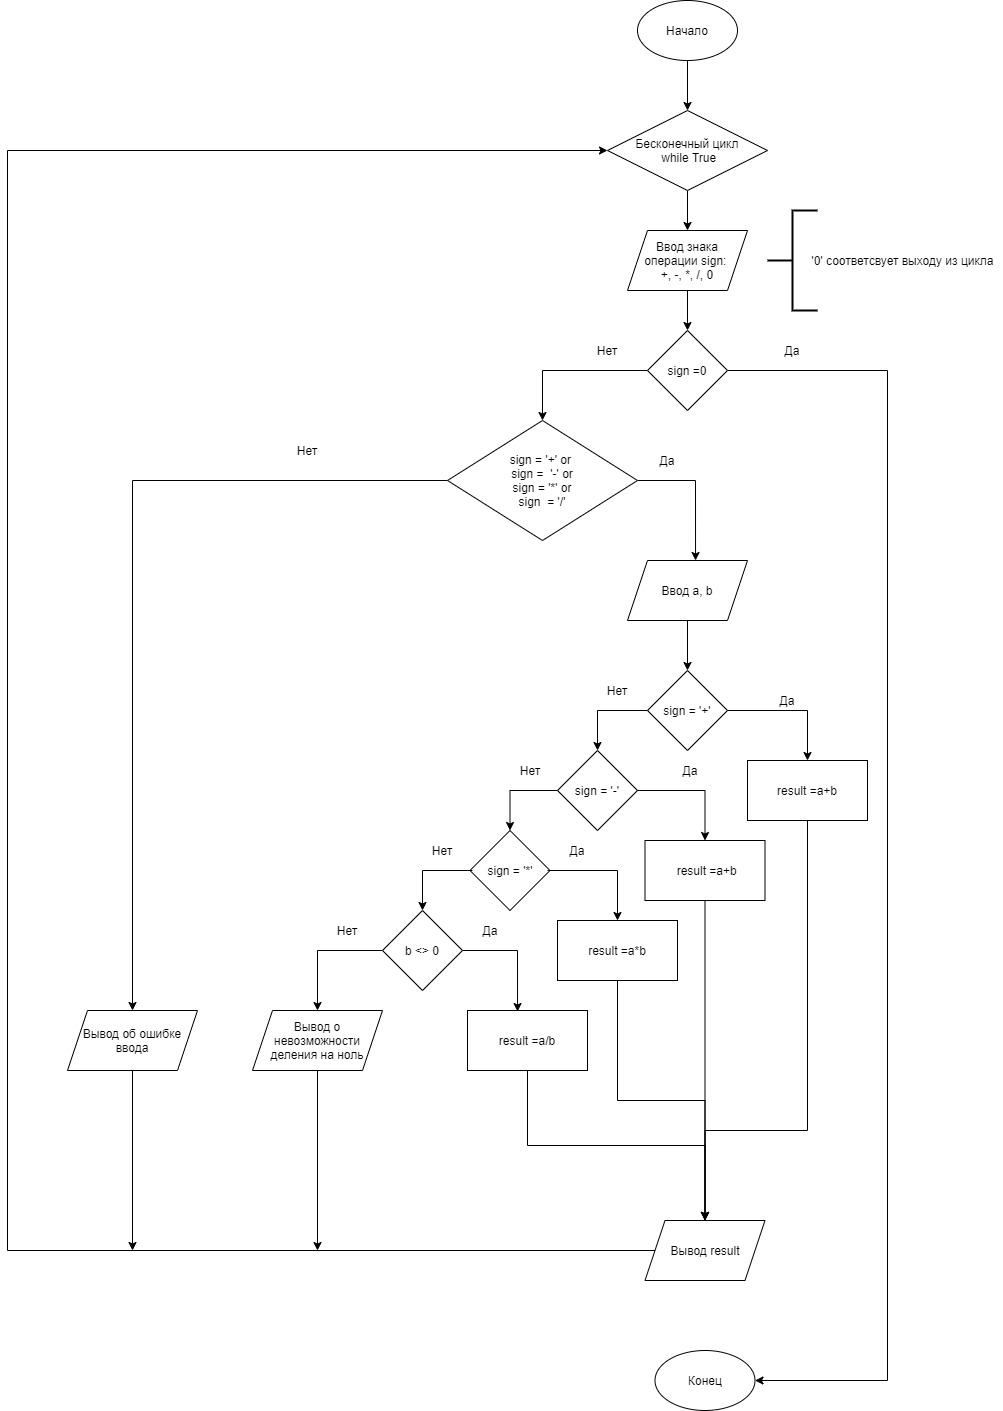 Начало
Бесконечный цикл
while True
Ввод знака
операции sign:
+, -, *, /, 0
'0' соответсвует выходу из цикла
Нет
sign =0
Да
Нет
sign = '+' or
sign = '-' or
sign = '*' or
sign = '/'
Да
Ввод a, b
Нет
sign = '+'
Да
Нет
sign = '-'
Да
result =a+b
Нет
sign = '*'
Да
result =a+b
Нет
b <> 0
Да
result =a*b
Вывод об ошибке
ввода
Вывод о
невозможности
деления на ноль
result =a/b
Вывод result
Конец